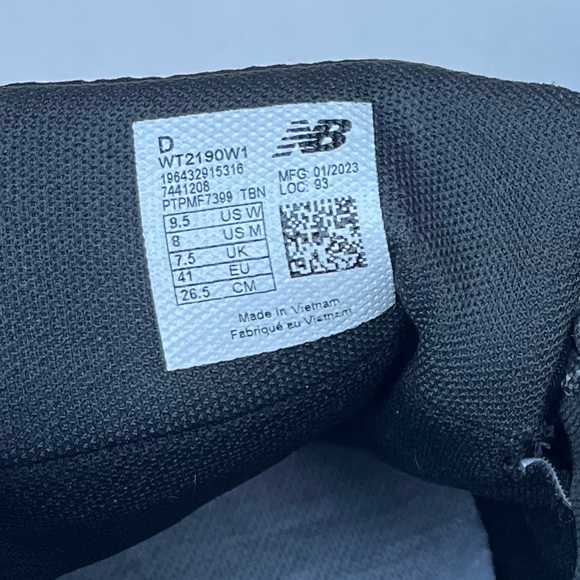 D
WT2190W1
196432915316
7441208
PTPMF7399 TBN
9.5 US W
8 US M
7.5 UK
41 EU
26.5 CM
NB
MFG: 01/2023
LOC: 93
Made in Vietnam
Fabriqué au Vietnam